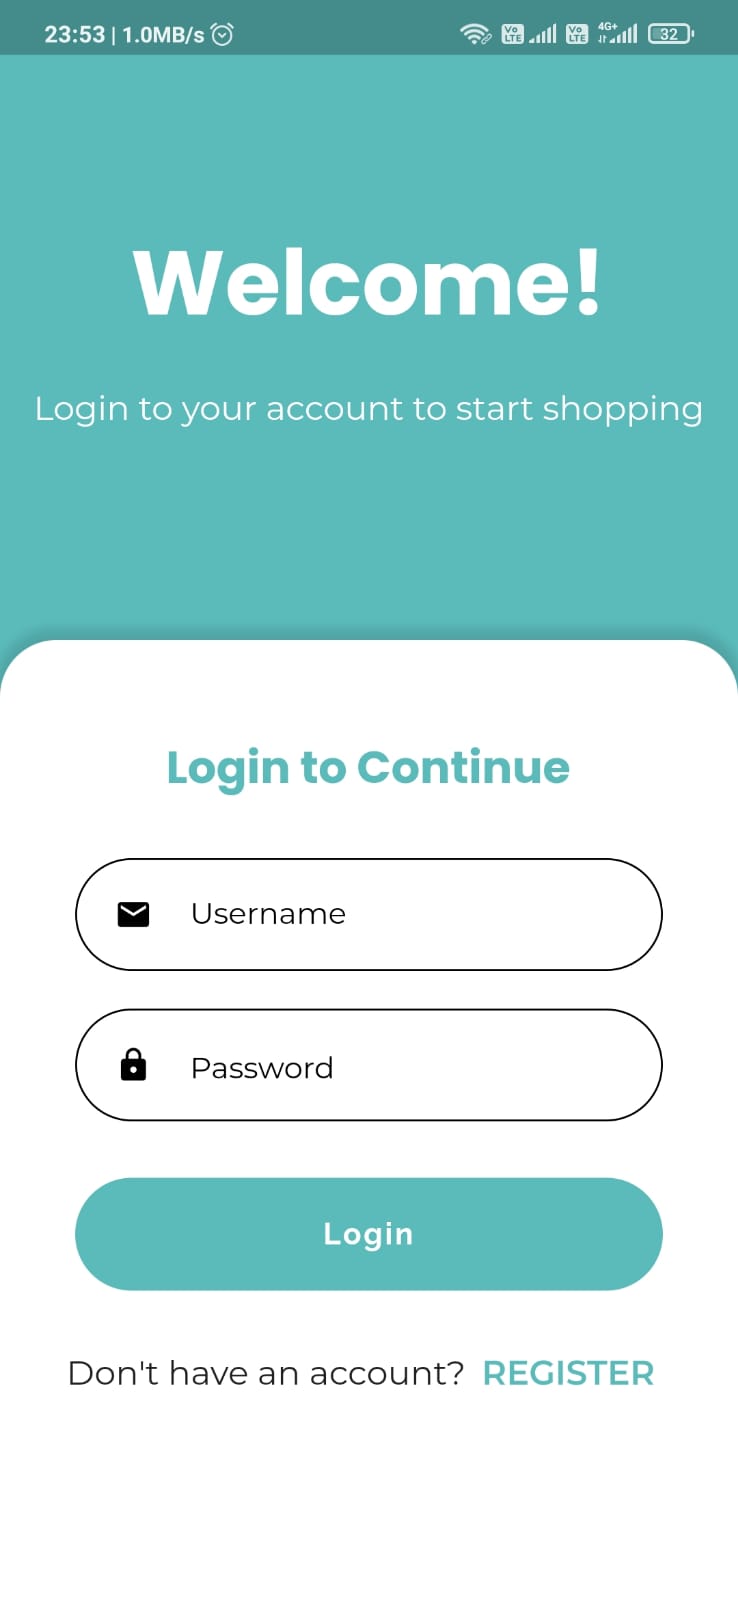 23:53 | 1.0MB/s Vo LTE Vo LTE 4G+ 32
Welcome!
Login to your account to start shopping
Login to Continue
Username
Password
Login
Don't have an account? REGISTER